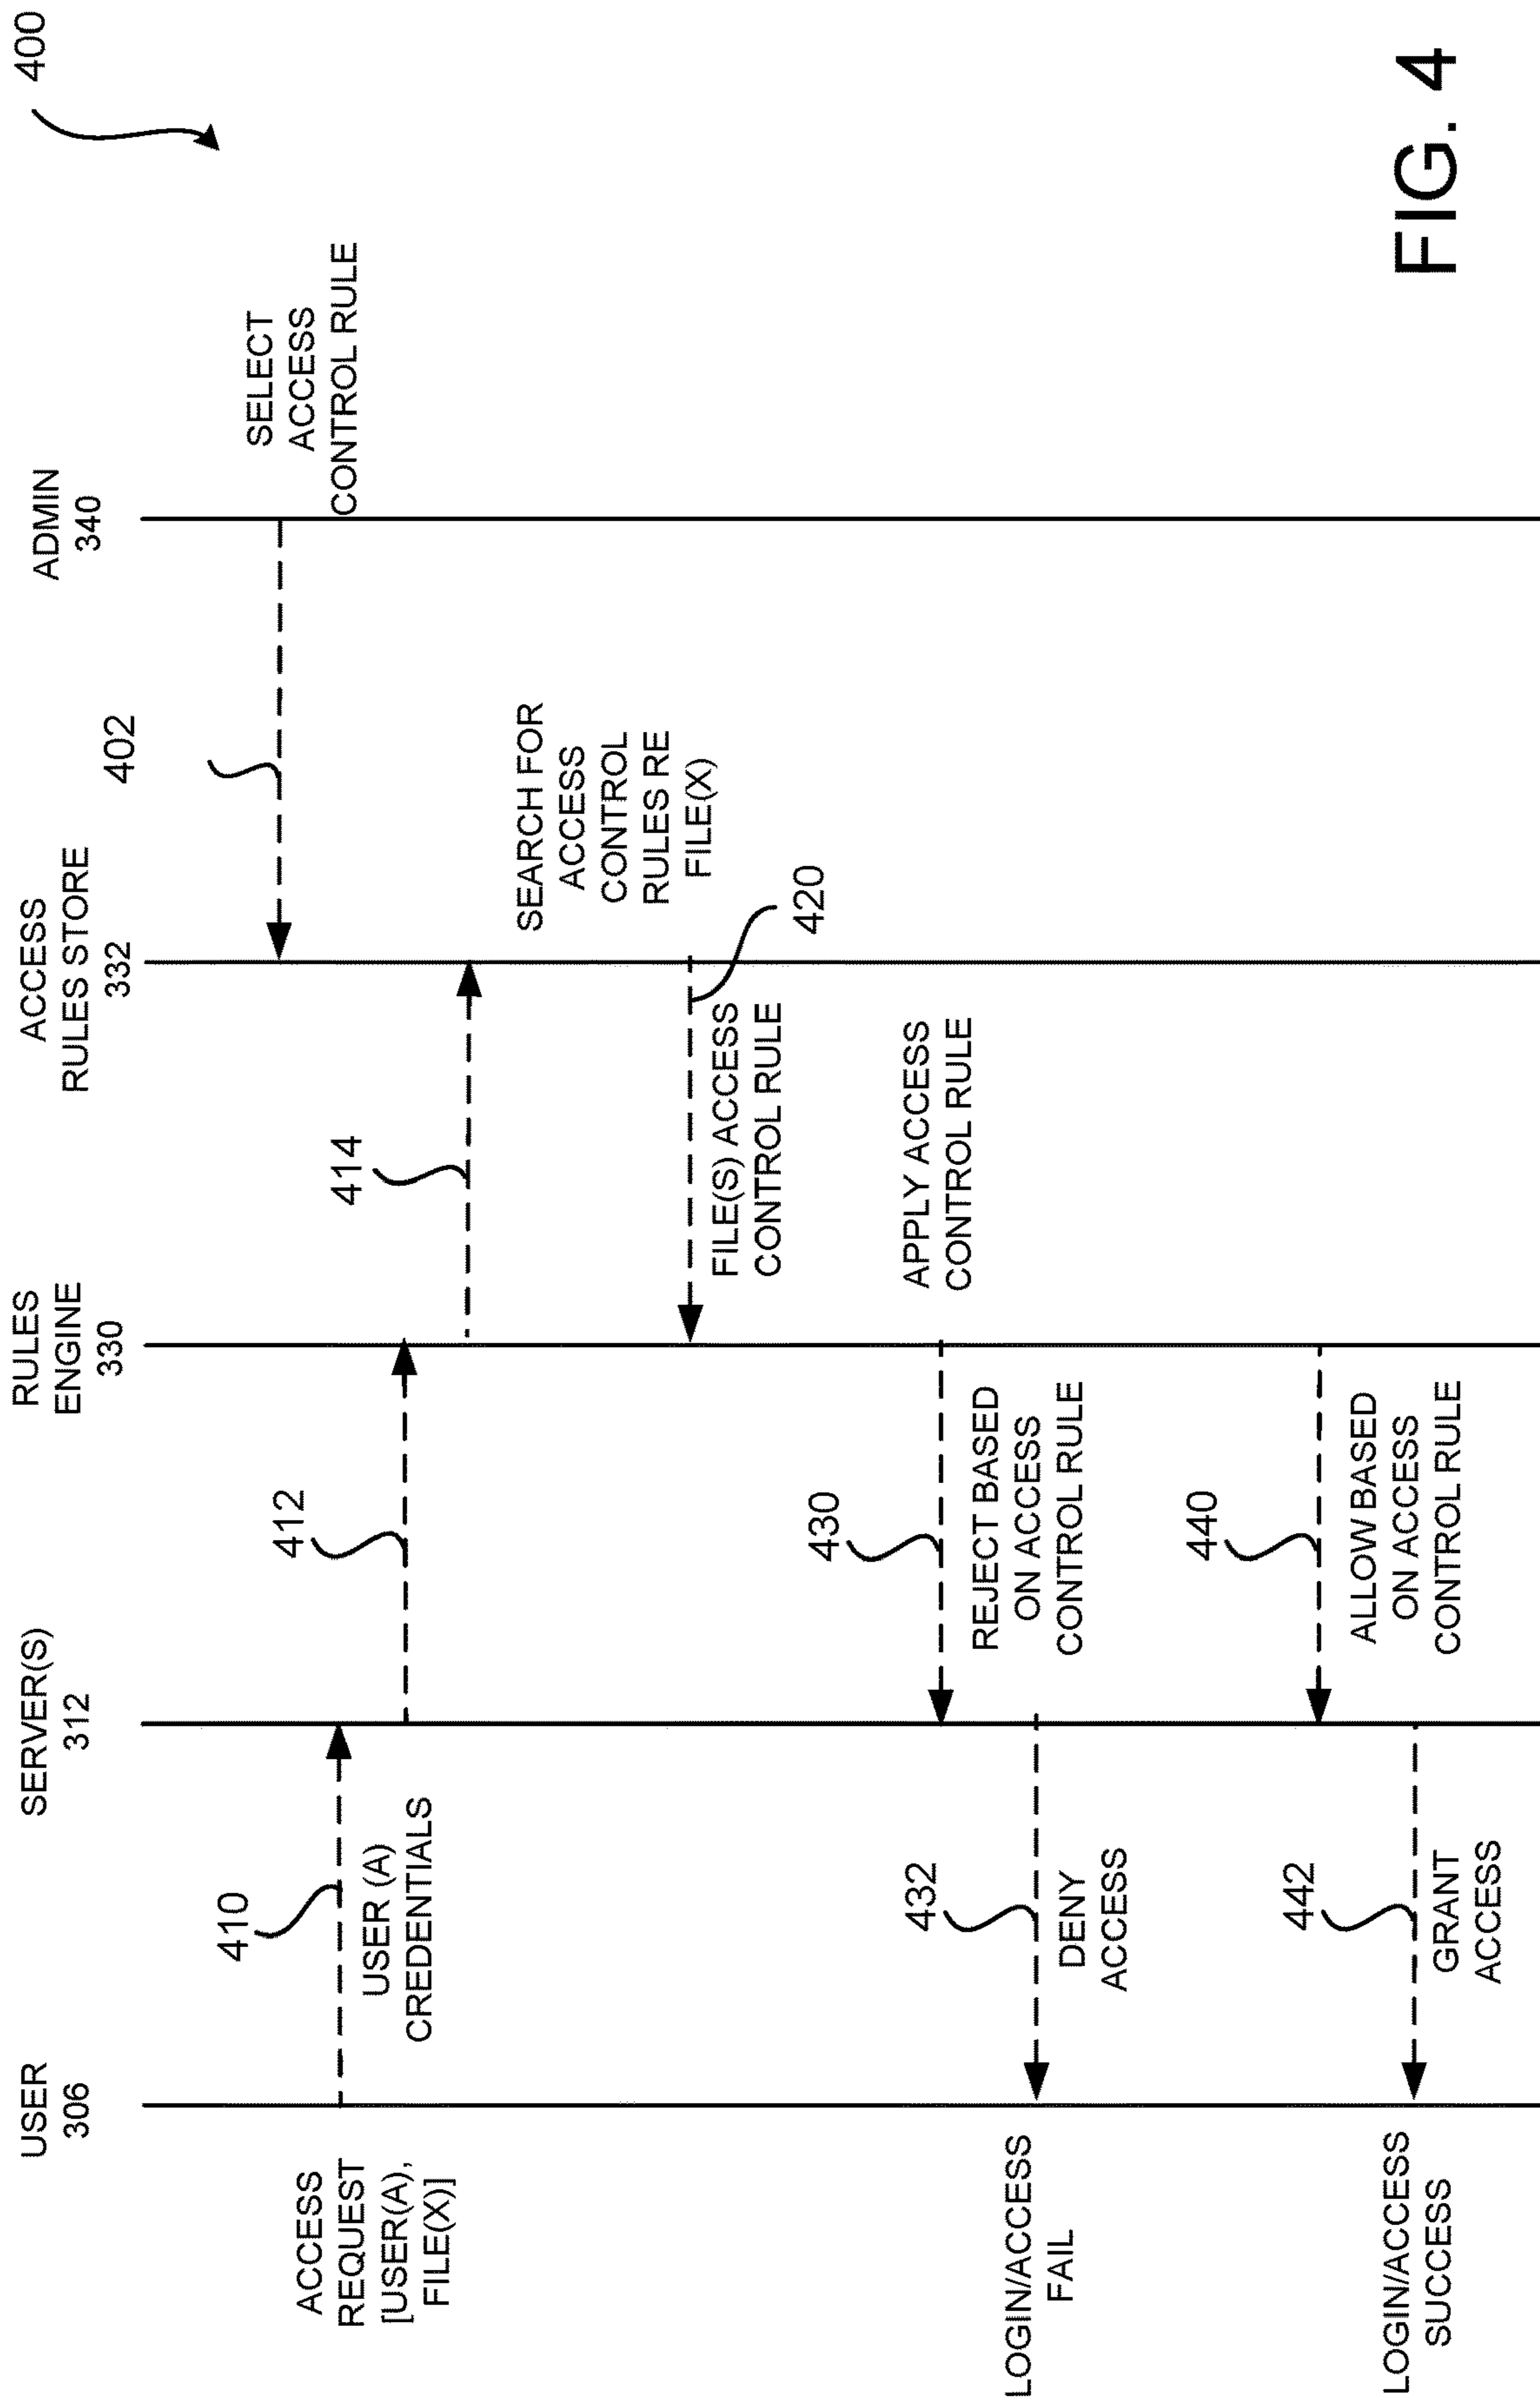 400
USER
306
SERVER(S)
312
RULES
ENGINE
330
ACCESS
RULES STORE
332
ADMIN
340
402
SELECT
ACCESS
CONTROL RULE
ACCESS
REQUEST
[USER(A),
FILE(X)]
410
USER (A)
CREDENTIALS
412
414
SEARCH FOR
ACCESS
CONTROL
RULES RE
FILE(X)
420
FILE(S) ACCESS
CONTROL RULE
APPLY ACCESS
CONTROL RULE
430
REJECT BASED
ON ACCESS
CONTROL RULE
432
DENY
ACCESS
LOGIN/ACCESS
FAIL
440
ALLOW BASED
ON ACCESS
CONTROL RULE
442
GRANT
ACCESS
LOGIN/ACCESS
SUCCESS
FIG. 4